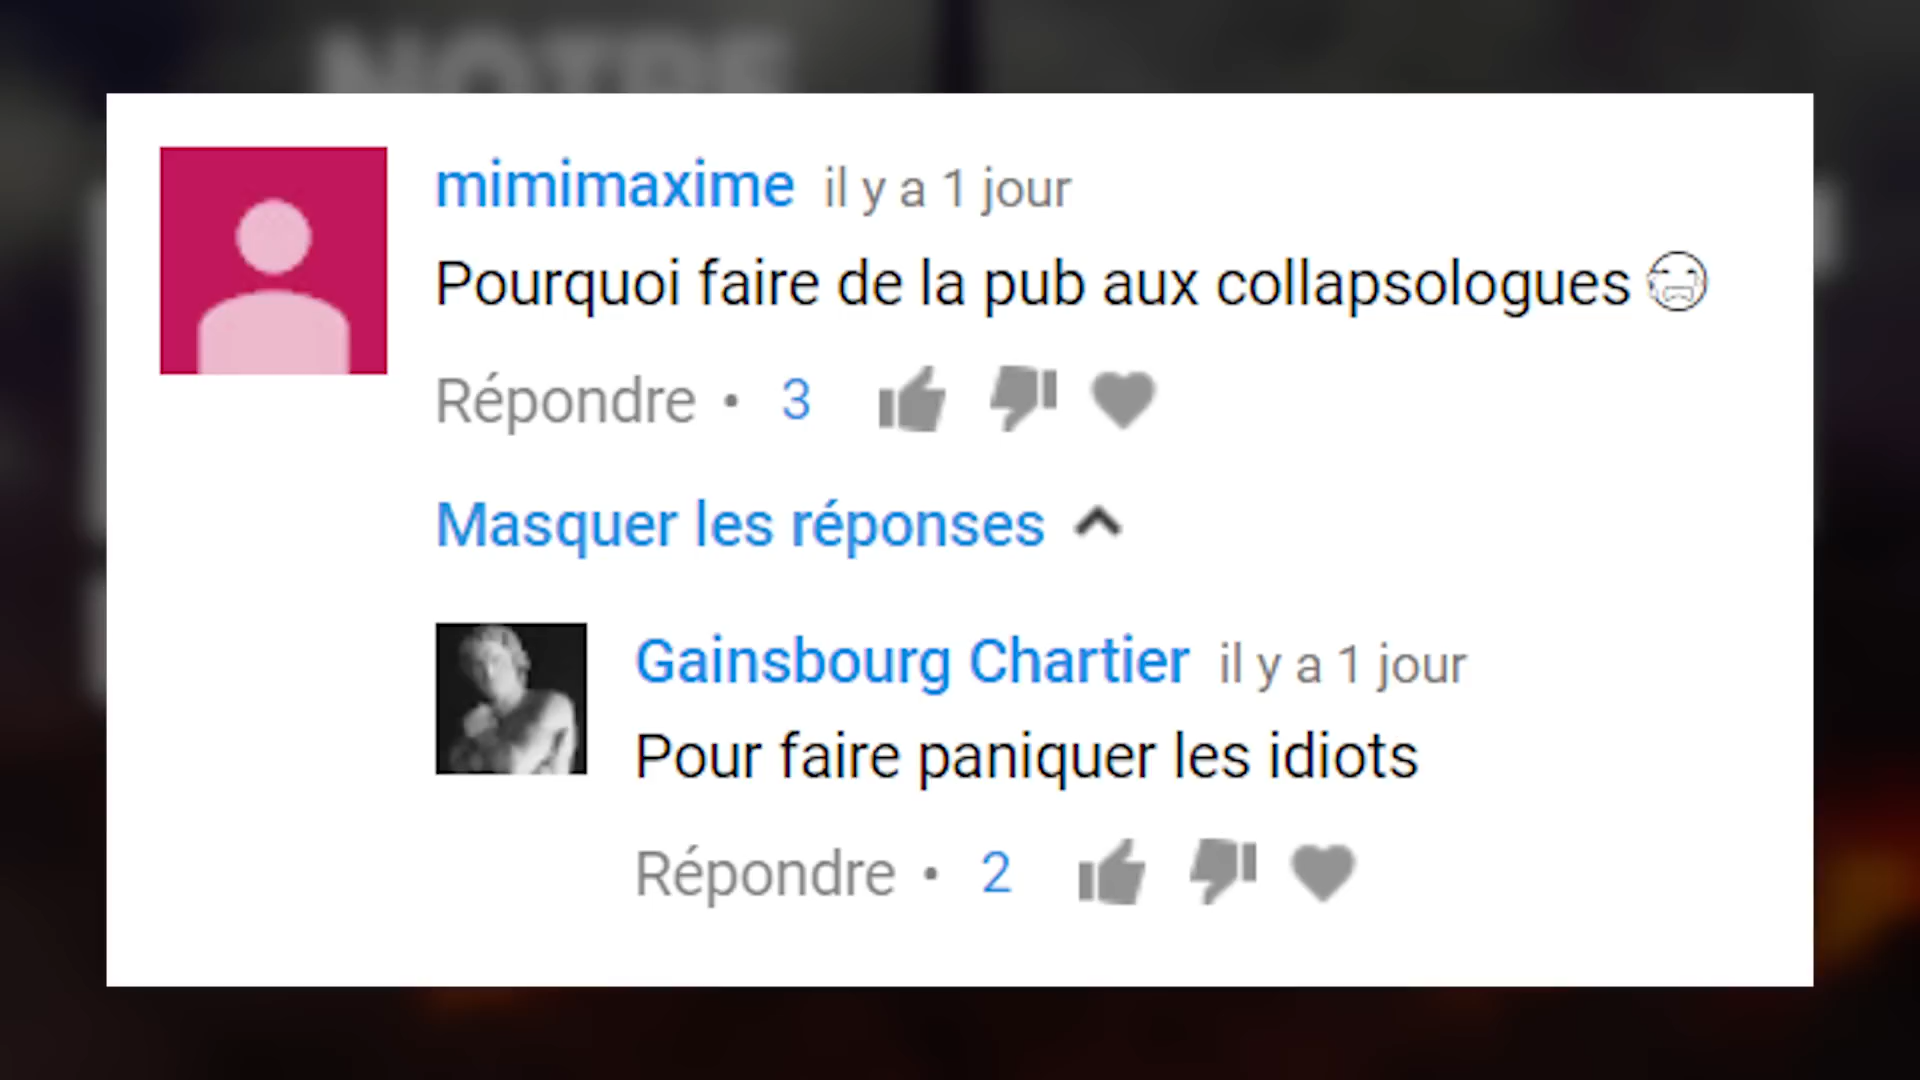 NOTRE
mimimaxime il y a 1 jour
Pourquoi faire de la pub aux collapsologues
Répondre • 3
Masquer les réponses
Gainsbourg Chartier il y a 1 jour
Pour faire paniquer les idiots
Répondre • 2